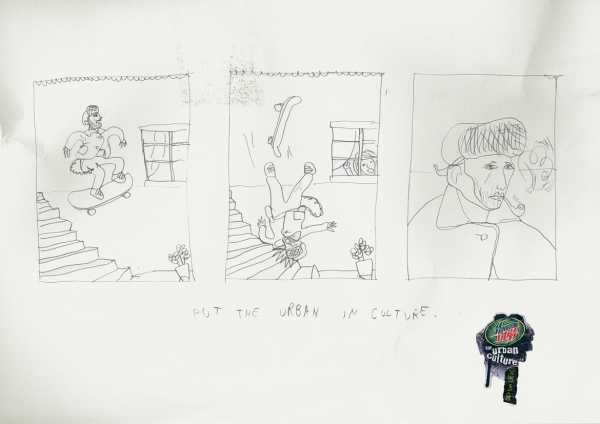 PUT THE URBAN IN CULTURE.
urban
culture